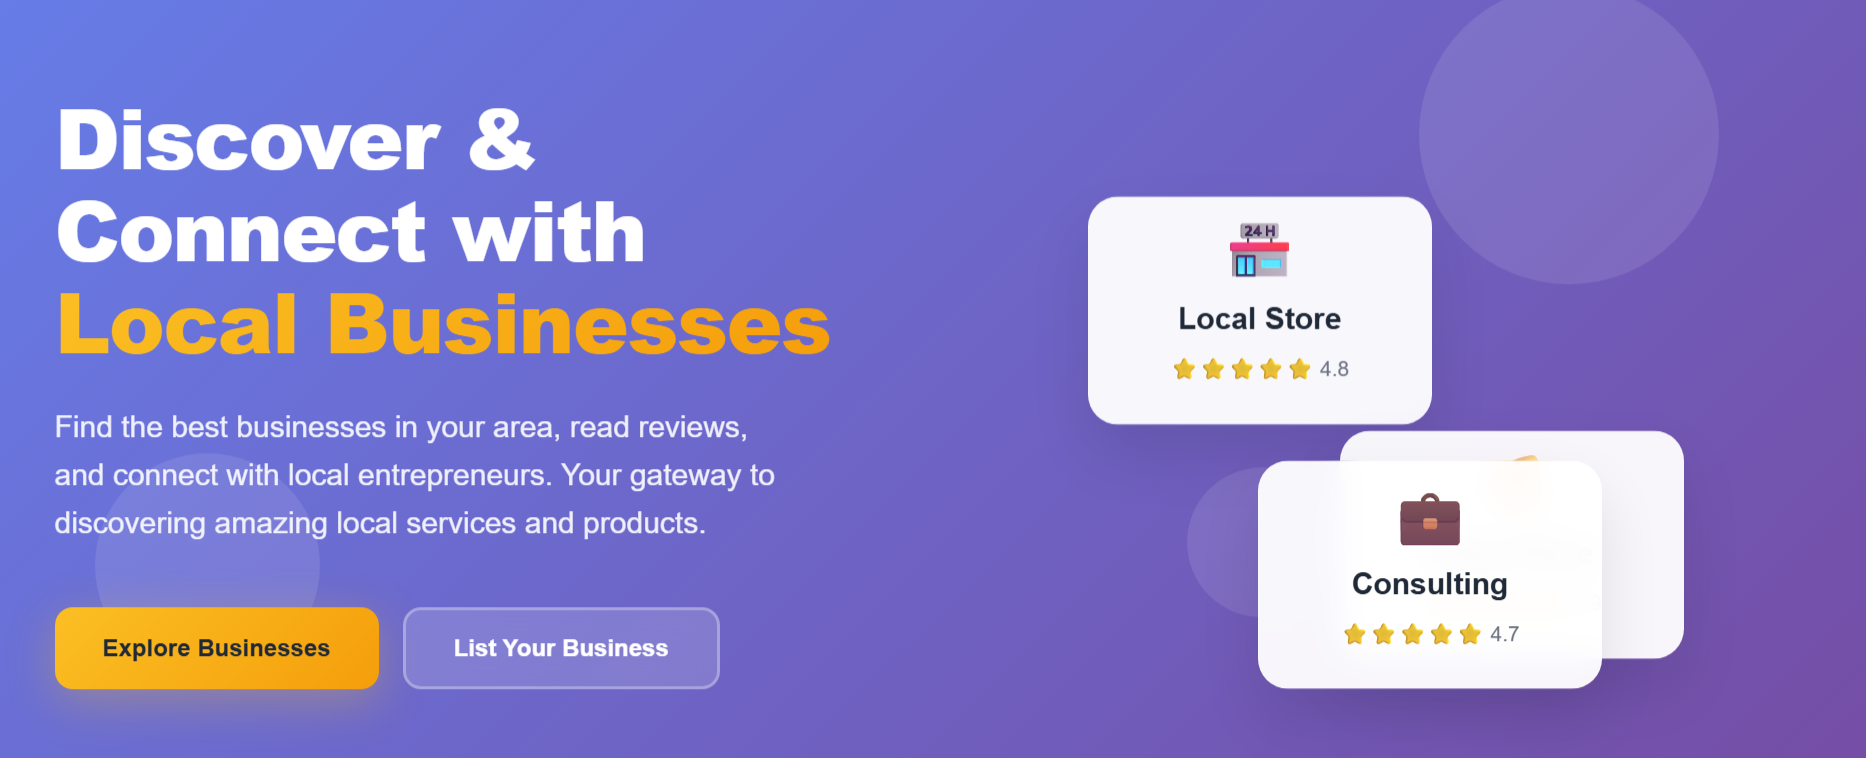 Discover &
Connect with
Local Businesses
Find the best businesses in your area, read reviews,
and connect with local entrepreneurs. Your gateway to
discovering amazing local services and products.
Explore Businesses
List Your Business
24 H
Local Store
4.8
Consulting
4.7